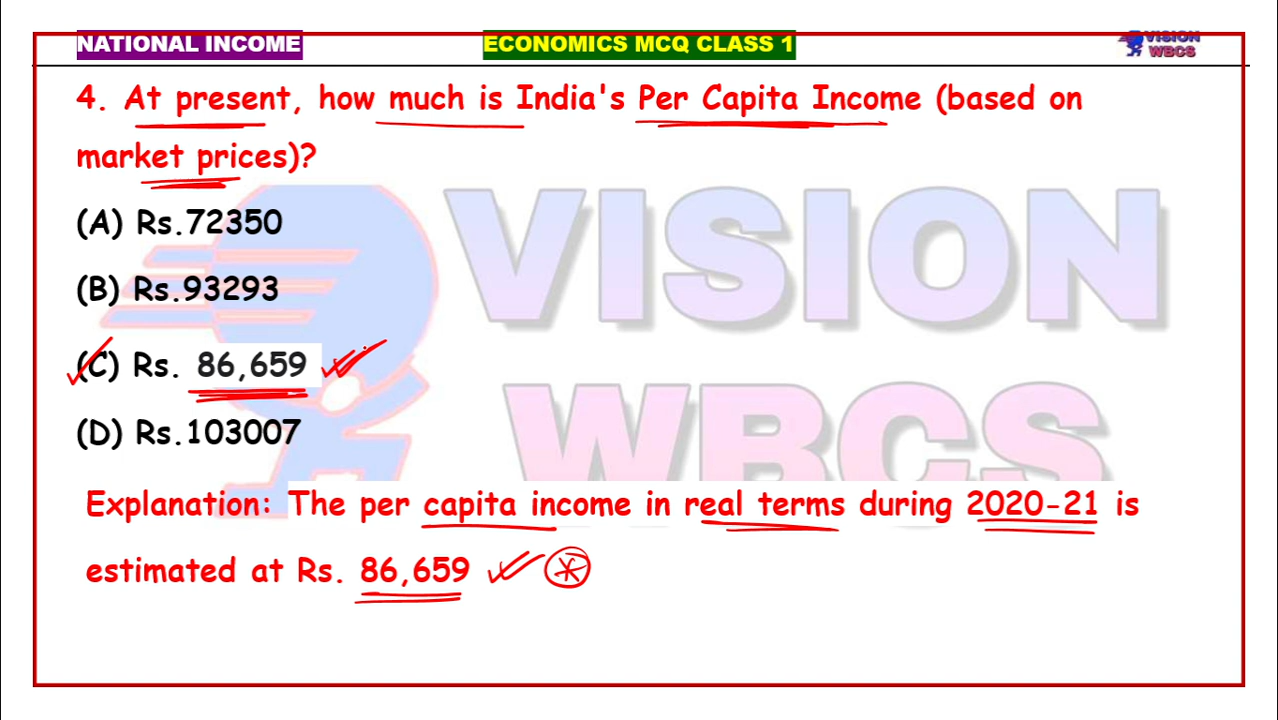 NATIONAL INCOME
ECONOMICS MCQ CLASS 1
VISION
WBCS
4. At present, how much is India's Per Capita Income (based on
market prices)?
(A) Rs.72350
(B) Rs.93293
(C) Rs. 86,659
(D) Rs.103007
VISION
WBCS
Explanation: The per capita income in real terms during 2020-21 is
estimated at Rs. 86,659